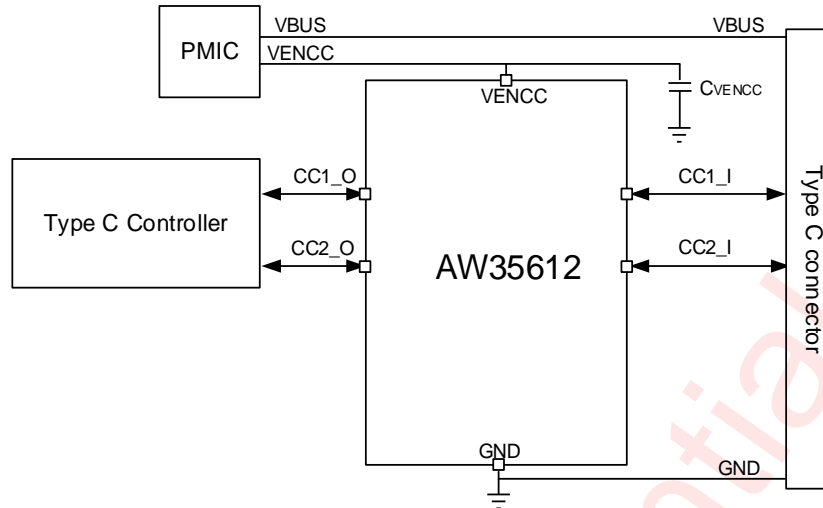 VBUS
VBUS
PMIC
VENCC
VENCC
CVENCC
CC1_O
CC1_I
Type C Controller
Type C connector
CC2_O
CC2_I
AW35612
GND
GND